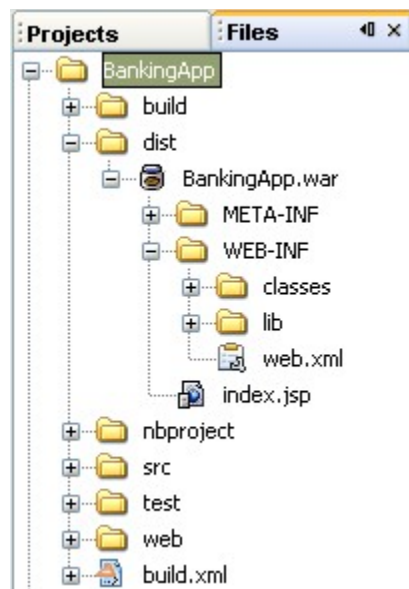 Projects Files
BankingApp
build
dist
BankingApp.war
META-INF
WEB-INF
classes
lib
web.xml
index.jsp
nbproject
src
test
web
build.xml